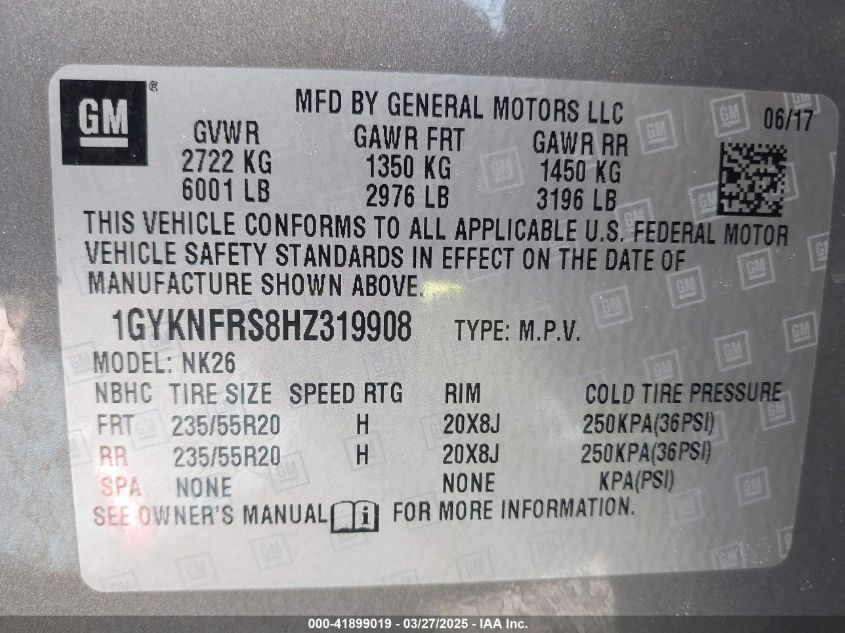 GM ®
MFD BY GENERAL MOTORS LLC
06/17
GVWR GAWR FRT GAWR RR
2722 KG 1350 KG 1450 KG
6001 LB 2976 LB 3196 LB
THIS VEHICLE CONFORMS TO ALL APPLICABLE U.S. FEDERAL MOTOR
VEHICLE SAFETY STANDARDS IN EFFECT ON THE DATE OF
MANUFACTURE SHOWN ABOVE.
1GYKNFRS8HZ319908 TYPE: M.P.V.
MODEL: NK26
NBHC TIRE SIZE SPEED RTG RIM COLD TIRE PRESSURE
FRT 235/55R20 H 20X8J 250KPA(36PSI)
RR 235/55R20 H 20X8J 250KPA(36PSI)
SPA NONE NONE KPA(PSI)
SEE OWNER'S MANUAL i FOR MORE INFORMATION.
000-41899019 - 03/27/2025 - IAA Inc.